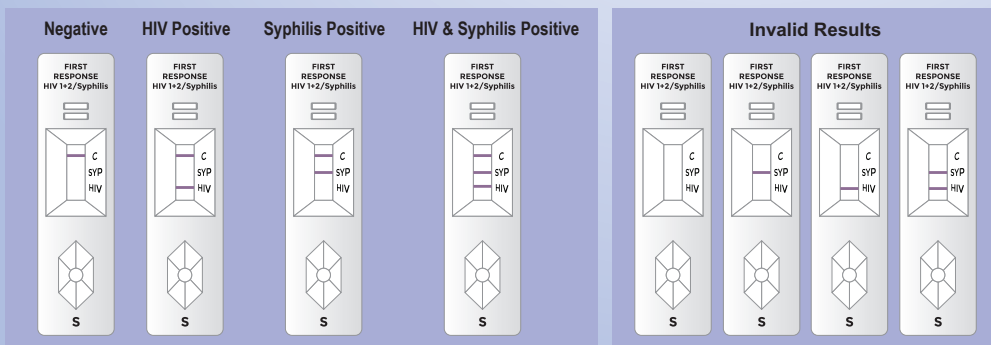 Negative
HIV Positive
Syphilis Positive
HIV & Syphilis Positive
Invalid Results
FIRST
RESPONSE
HIV 1+2/Syphilis
C
SYP
HIV
S
FIRST
RESPONSE
HIV 1+2/Syphilis
C
SYP
HIV
S
FIRST
RESPONSE
HIV 1+2/Syphilis
C
SYP
HIV
S
FIRST
RESPONSE
HIV 1+2/Syphilis
C
SYP
HIV
S
FIRST
RESPONSE
HIV 1+2/Syphilis
C
SYP
HIV
S
FIRST
RESPONSE
HIV 1+2/Syphilis
C
SYP
HIV
S
FIRST
RESPONSE
HIV 1+2/Syphilis
C
SYP
HIV
S
FIRST
RESPONSE
HIV 1+2/Syphilis
C
SYP
HIV
S